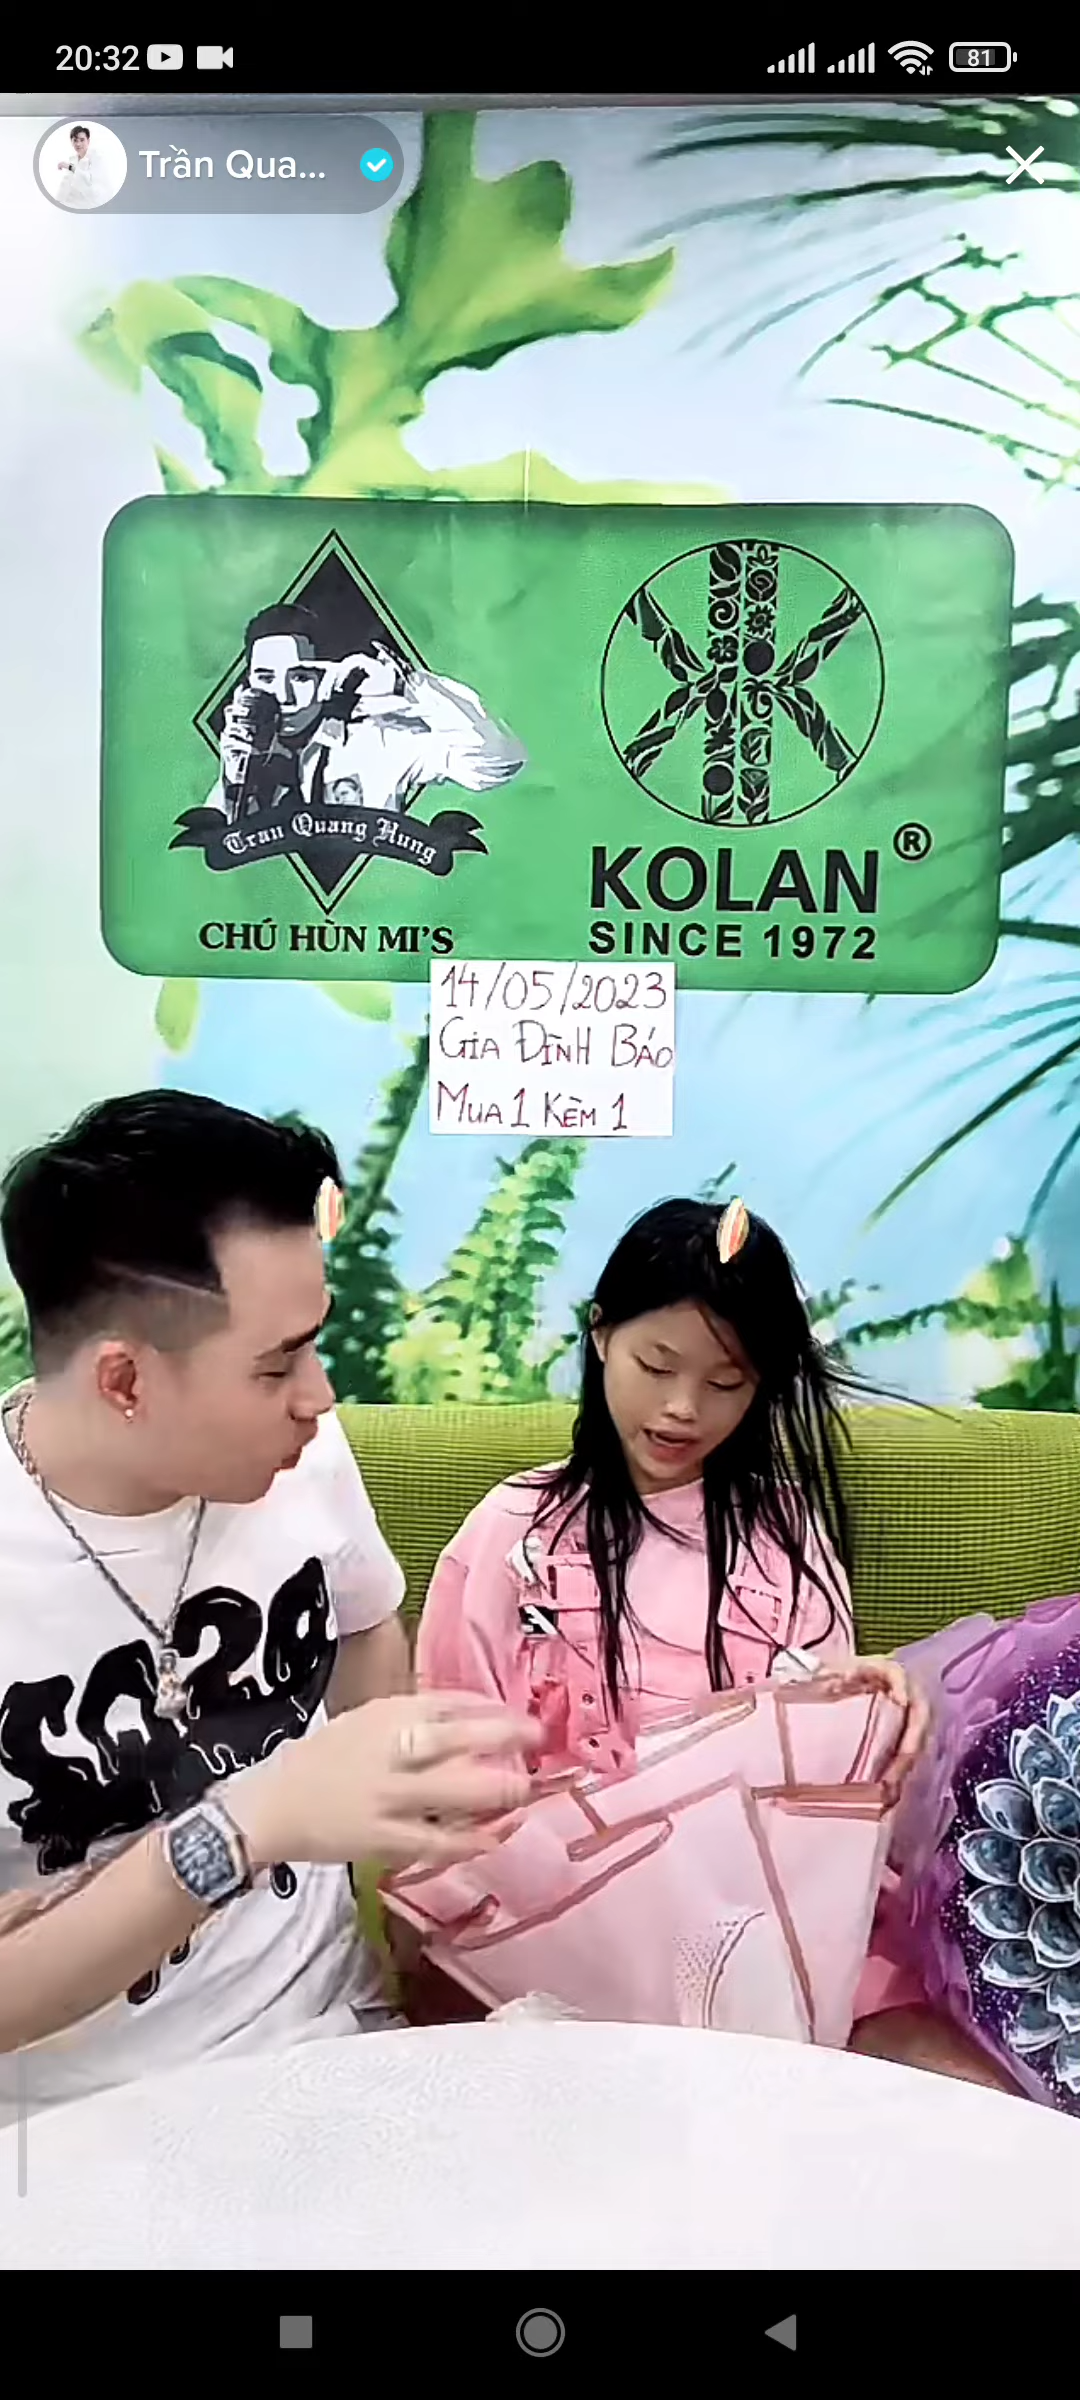 20:32
81
Trần Qua...
Tran Quang Hung
CHÚ HÙN MI'S
KOLAN®
SINCE 1972
14/05/2023
GIA ĐÌNH BÁO
MUA 1 KÈM 1